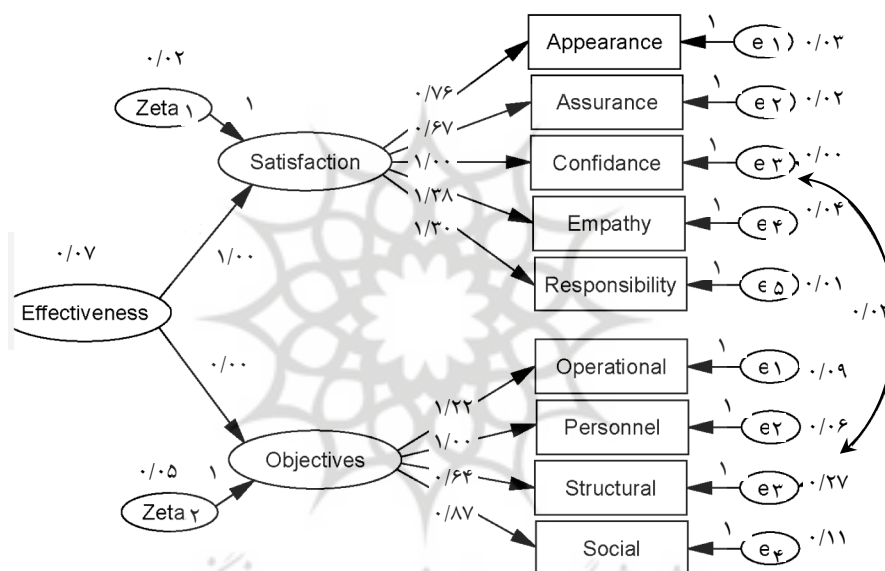 Appearance
۱
e ۱
۰/۰۳
۰/۰۲
۰/۷۶
Zeta ۱
۱
Assurance
۱
e ۲
۰/۰۲
۰/۶۷
Satisfaction
۱/۰۰
Confidance
۱
e ۳
۰/۰۰
۱/۳۸
Empathy
۱
e ۴
۰/۰۴
۱/۳۰
۰/۰۷
۱/۰۰
Responsibility
۱
e ۵
۰/۰۱
Effectiveness
۰/۰۰
Operational
۱
e۱
۰/۰۹
۱/۲۲
Personnel
۱
e۲
۰/۰۶
۱/۰۰
Objectives
۰/۰۵
۱
۰/۶۴
Structural
۱
e۳
۰/۲۷
Zeta ۲
۰/۸۷
Social
۱
e۴
۰/۱۱